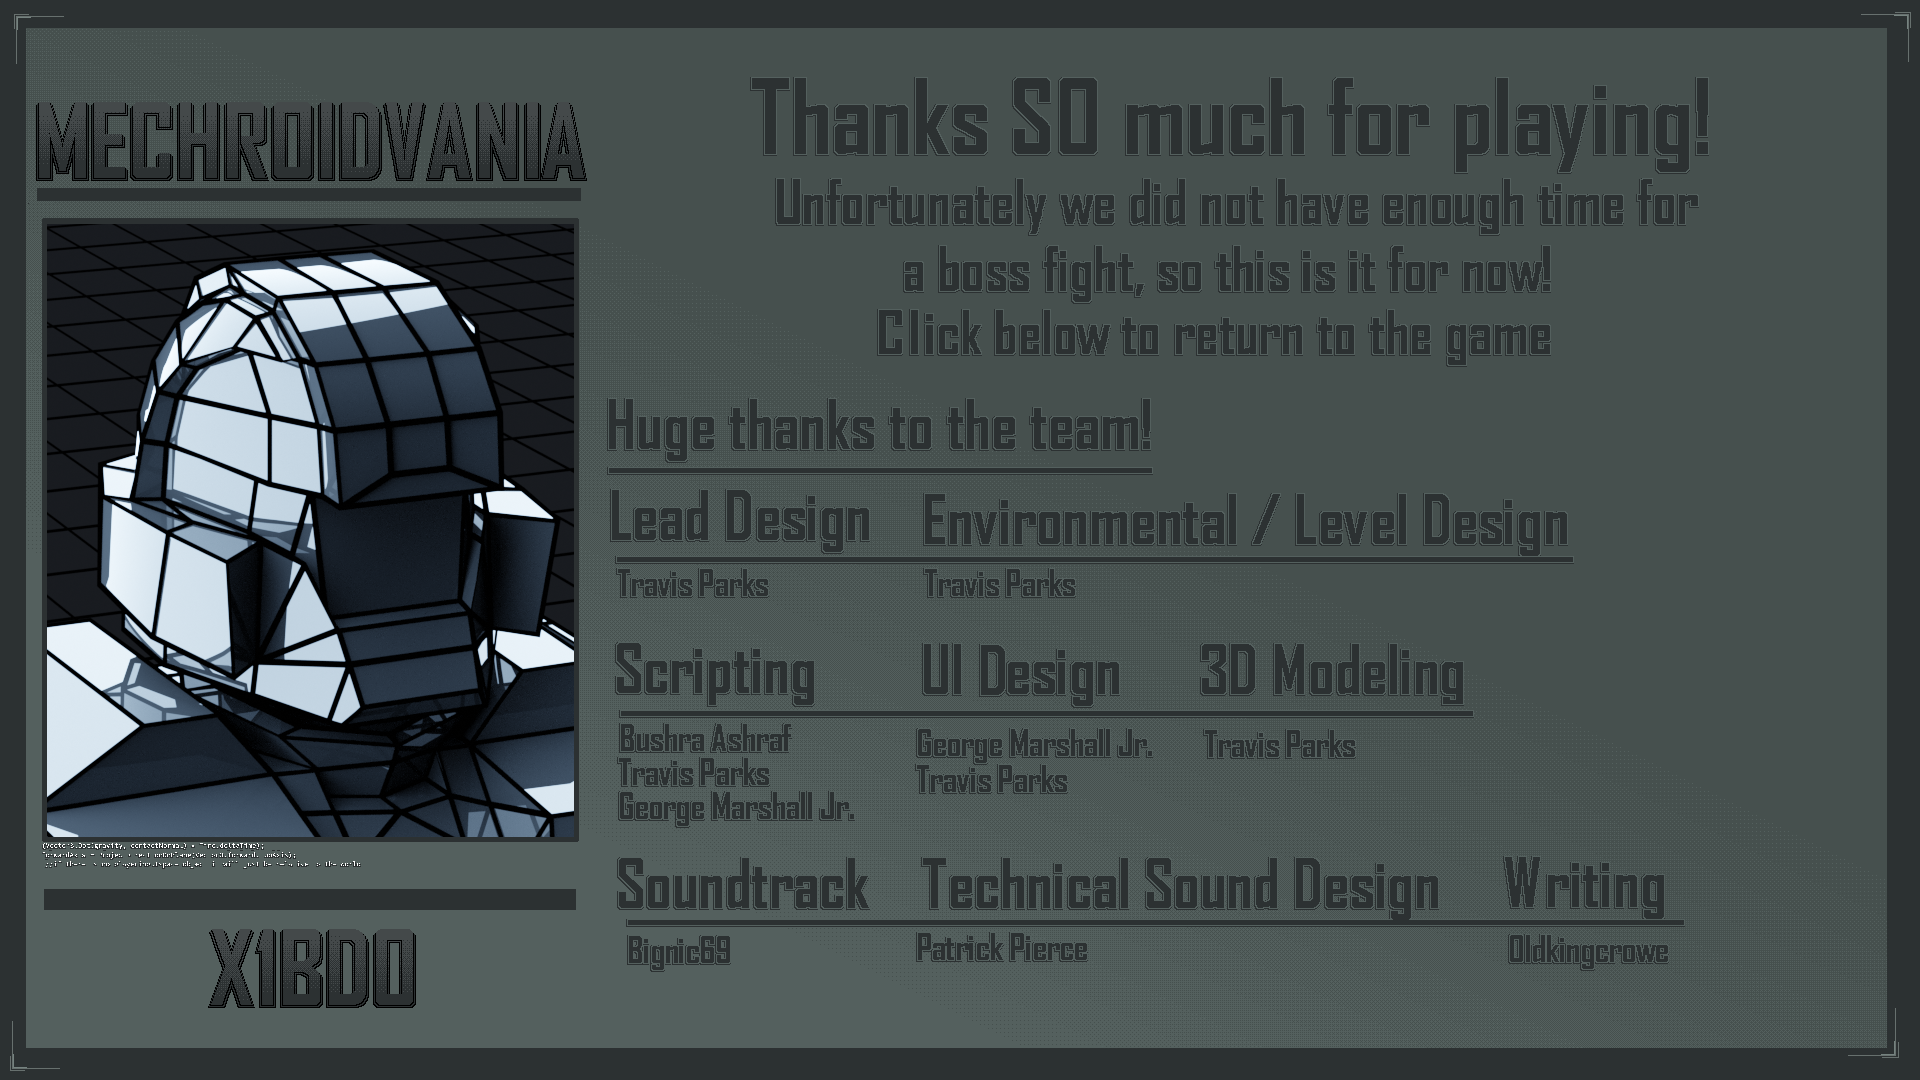 MECHROIDVANIA
Thanks SO much for playing!
Unfortunately we did not have enough time for
a boss fight, so this is it for now!
Click below to return to the game
Huge thanks to the team!
Lead Design
Environmental / Level Design
Travis Parks
Travis Parks
Scripting
UI Design
3D Modeling
Bushra Ashraf
Travis Parks
George Marshall Jr.
George Marshall Jr.
Travis Parks
Travis Parks
Soundtrack
Technical Sound Design
Writing
Bignic69
Patrick Pierce
Oldkingcrowe
X1BDO